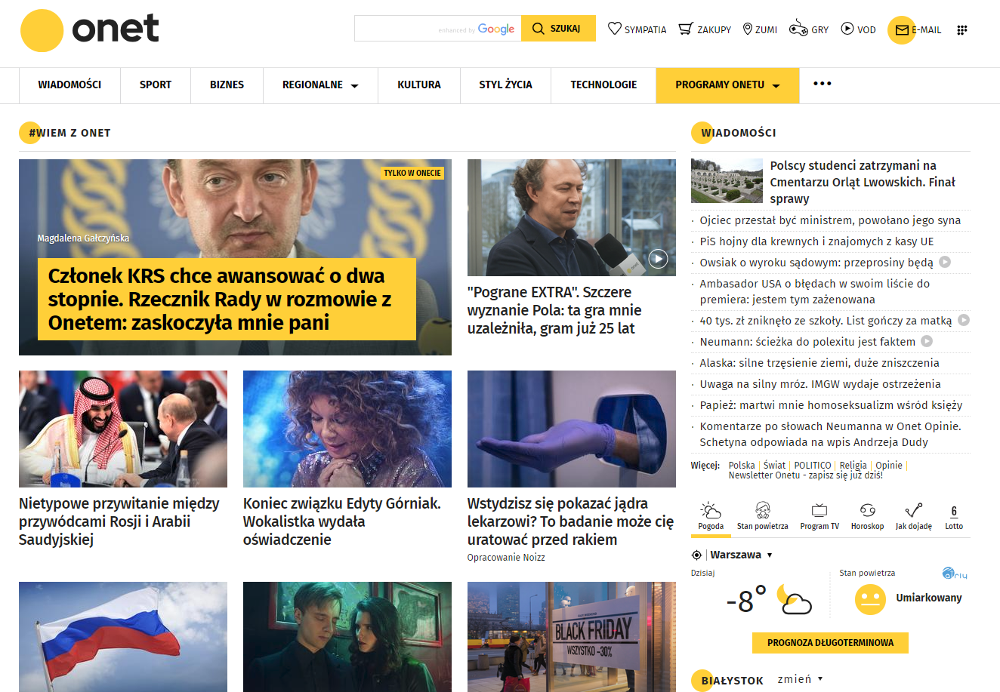 onet
enhanced by Google
SZUKAJ
SYMPATIA
ZAKUPY
ZUMI
GRY
VOD
E-MAIL
WIADOMOŚCI
SPORT
BIZNES
REGIONALNE
KULTURA
STYL ŻYCIA
TECHNOLOGIE
PROGRAMY ONETU
#WIEM Z ONET
TYLKO W ONECIE
Magdalena Gałczyńska
Członek KRS chce awansować o dwa
stopnie. Rzecznik Rady w rozmowie z
Onetem: zaskoczyła mnie pani
onet
"Pograne EXTRA". Szczere
wyznanie Pola: ta gra mnie
uzależniła, gram już 25 lat
Nietypowe przywitanie między
przywódcami Rosji i Arabii
Saudyjskiej
Koniec związku Edyty Górniak.
Wokalistka wydała
oświadczenie
Wstydzisz się pokazać jądra
lekarzowi? To badanie może cię
uratować przed rakiem
Opracowanie Noizz
BLACK FRIDAY
WSZYSTKO -30%
WIADOMOŚCI
Polscy studenci zatrzymani na
Cmentarzu Orląt Lwowskich. Finał
sprawy
· Ojciec przestał być ministrem, powołano jego syna
· PiS hojny dla krewnych i znajomych z kasy UE
· Owsiak o wyroku sądowym: przeprosiny będą
· Ambasador USA o błędach w swoim liście do
premiera: jestem tym zażenowana
· 40 tys. zł zniknęło ze szkoły. List gończy za matką
· Neumann: ścieżka do polexitu jest faktem
· Alaska: silne trzęsienie ziemi, duże zniszczenia
· Uwaga na silny mróz. IMGW wydaje ostrzeżenia
· Papież: martwi mnie homoseksualizm wśród księży
· Komentarze po słowach Neumanna w Onet Opinie.
Schetyna odpowiada na wpis Andrzeja Dudy
Więcej: Polska | Świat | POLITICO | Religia | Opinie |
Newsletter Onetu - zapisz się już dziś!
Pogoda
Stan powietrza
Program TV
Horoskop
Jak dojadę
6
Lotto
Warszawa
Dzisiaj
-8°
Stan powietrza
airly
Umiarkowany
PROGNOZA DŁUGOTERMINOWA
BIAŁYSTOK zmień